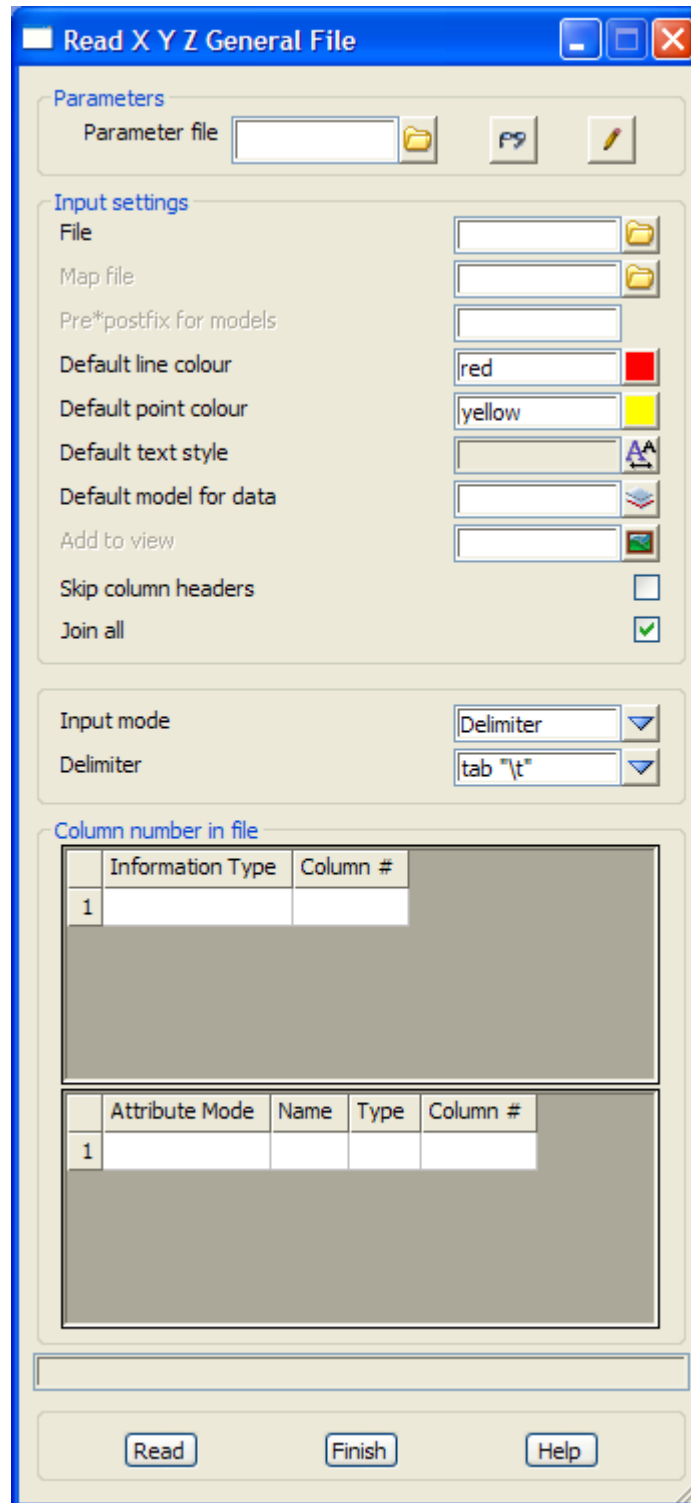 Read X Y Z General File
Parameters
Parameter file
Input settings
File
Map file
Pre*postfix for models
Default line colour red
Default point colour yellow
Default text style
Default model for data
Add to view
Skip column headers
Join all
Input mode Delimiter
Delimiter tab "\t"
Column number in file
Information Type Column #
1
Attribute Mode Name Type Column #
1
Read Finish Help